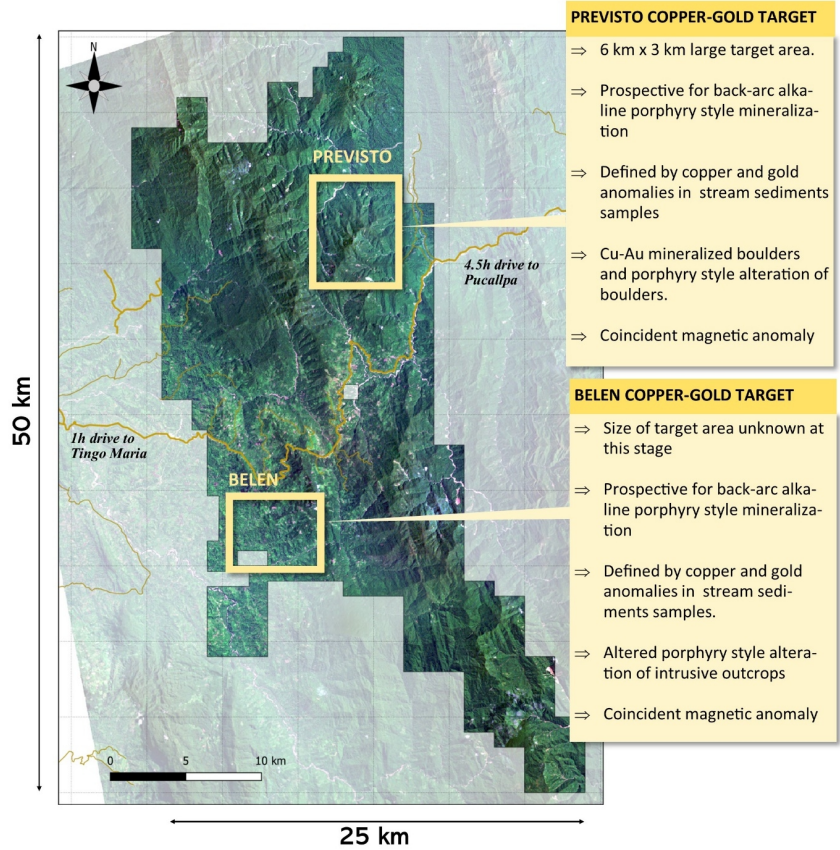 PREVISTO COPPER-GOLD TARGET
⇒ 6 km x 3 km large target area.
⇒ Prospective for back-arc alka-
line porphyry style mineraliza-
tion
⇒ Defined by copper and gold
anomalies in stream sediments
samples
⇒ Cu-Au mineralized boulders
and porphyry style alteration of
boulders.
⇒ Coincident magnetic anomaly
N
PREVISTO
4.5h drive to
Pucallpa
50 km
1h drive to
Tingo Maria
BELEN
BELEN COPPER-GOLD TARGET
⇒ Size of target area unknown at
this stage
⇒ Prospective for back-arc alka-
line porphyry style mineraliza-
tion
⇒ Defined by copper and gold
anomalies in stream sedi-
ments samples.
⇒ Altered porphyry style altera-
tion of intrusive outcrops
⇒ Coincident magnetic anomaly
0 5 10 km
25 km